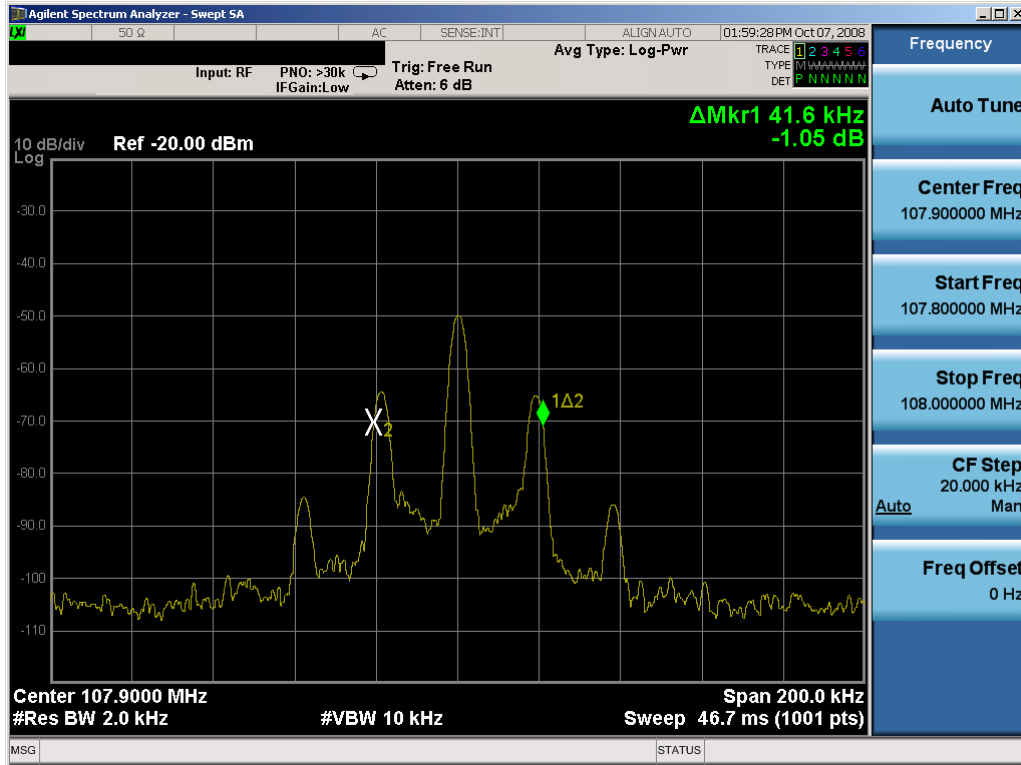 Agilent Spectrum Analyzer - Swept SA
LXI 50 Ω AC SENSE:INT ALIGN AUTO 01:59:28 PM Oct 07, 2008
Input: RF PNO: >30k IFGain:Low
Trig: Free Run
Atten: 6 dB
Avg Type: Log-Pwr
TRACE 1 2 3 4 5 6
TYPE M
DET P N N N N N
ΔMkr1 41.6 kHz
-1.05 dB
10 dB/div Ref -20.00 dBm
Log
-30.0
-40.0
-50.0
-60.0
-70.0
-80.0
-90.0
-100
-110
X2
1Δ2
Center 107.9000 MHz Span 200.0 kHz
#Res BW 2.0 kHz #VBW 10 kHz Sweep 46.7 ms (1001 pts)
MSG STATUS
Frequency
Auto Tune
Center Freq
107.900000 MHz
Start Freq
107.800000 MHz
Stop Freq
108.000000 MHz
CF Step
20.000 kHz
Auto Man
Freq Offset
0 Hz